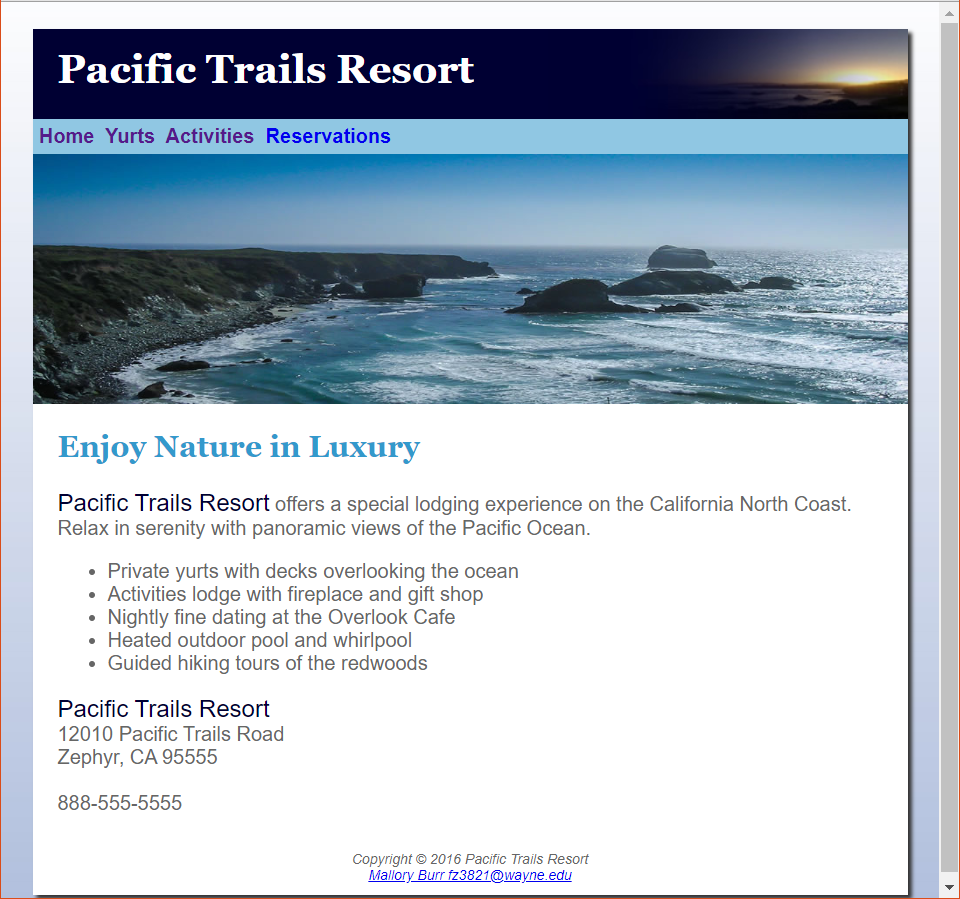 Pacific Trails Resort
Home Yurts Activities Reservations
Enjoy Nature in Luxury
Pacific Trails Resort offers a special lodging experience on the California North Coast.
Relax in serenity with panoramic views of the Pacific Ocean.
• Private yurts with decks overlooking the ocean
• Activities lodge with fireplace and gift shop
• Nightly fine dating at the Overlook Cafe
• Heated outdoor pool and whirlpool
• Guided hiking tours of the redwoods
Pacific Trails Resort
12010 Pacific Trails Road
Zephyr, CA 95555
888-555-5555
Copyright © 2016 Pacific Trails Resort
Mallory Burr fz3821@wayne.edu